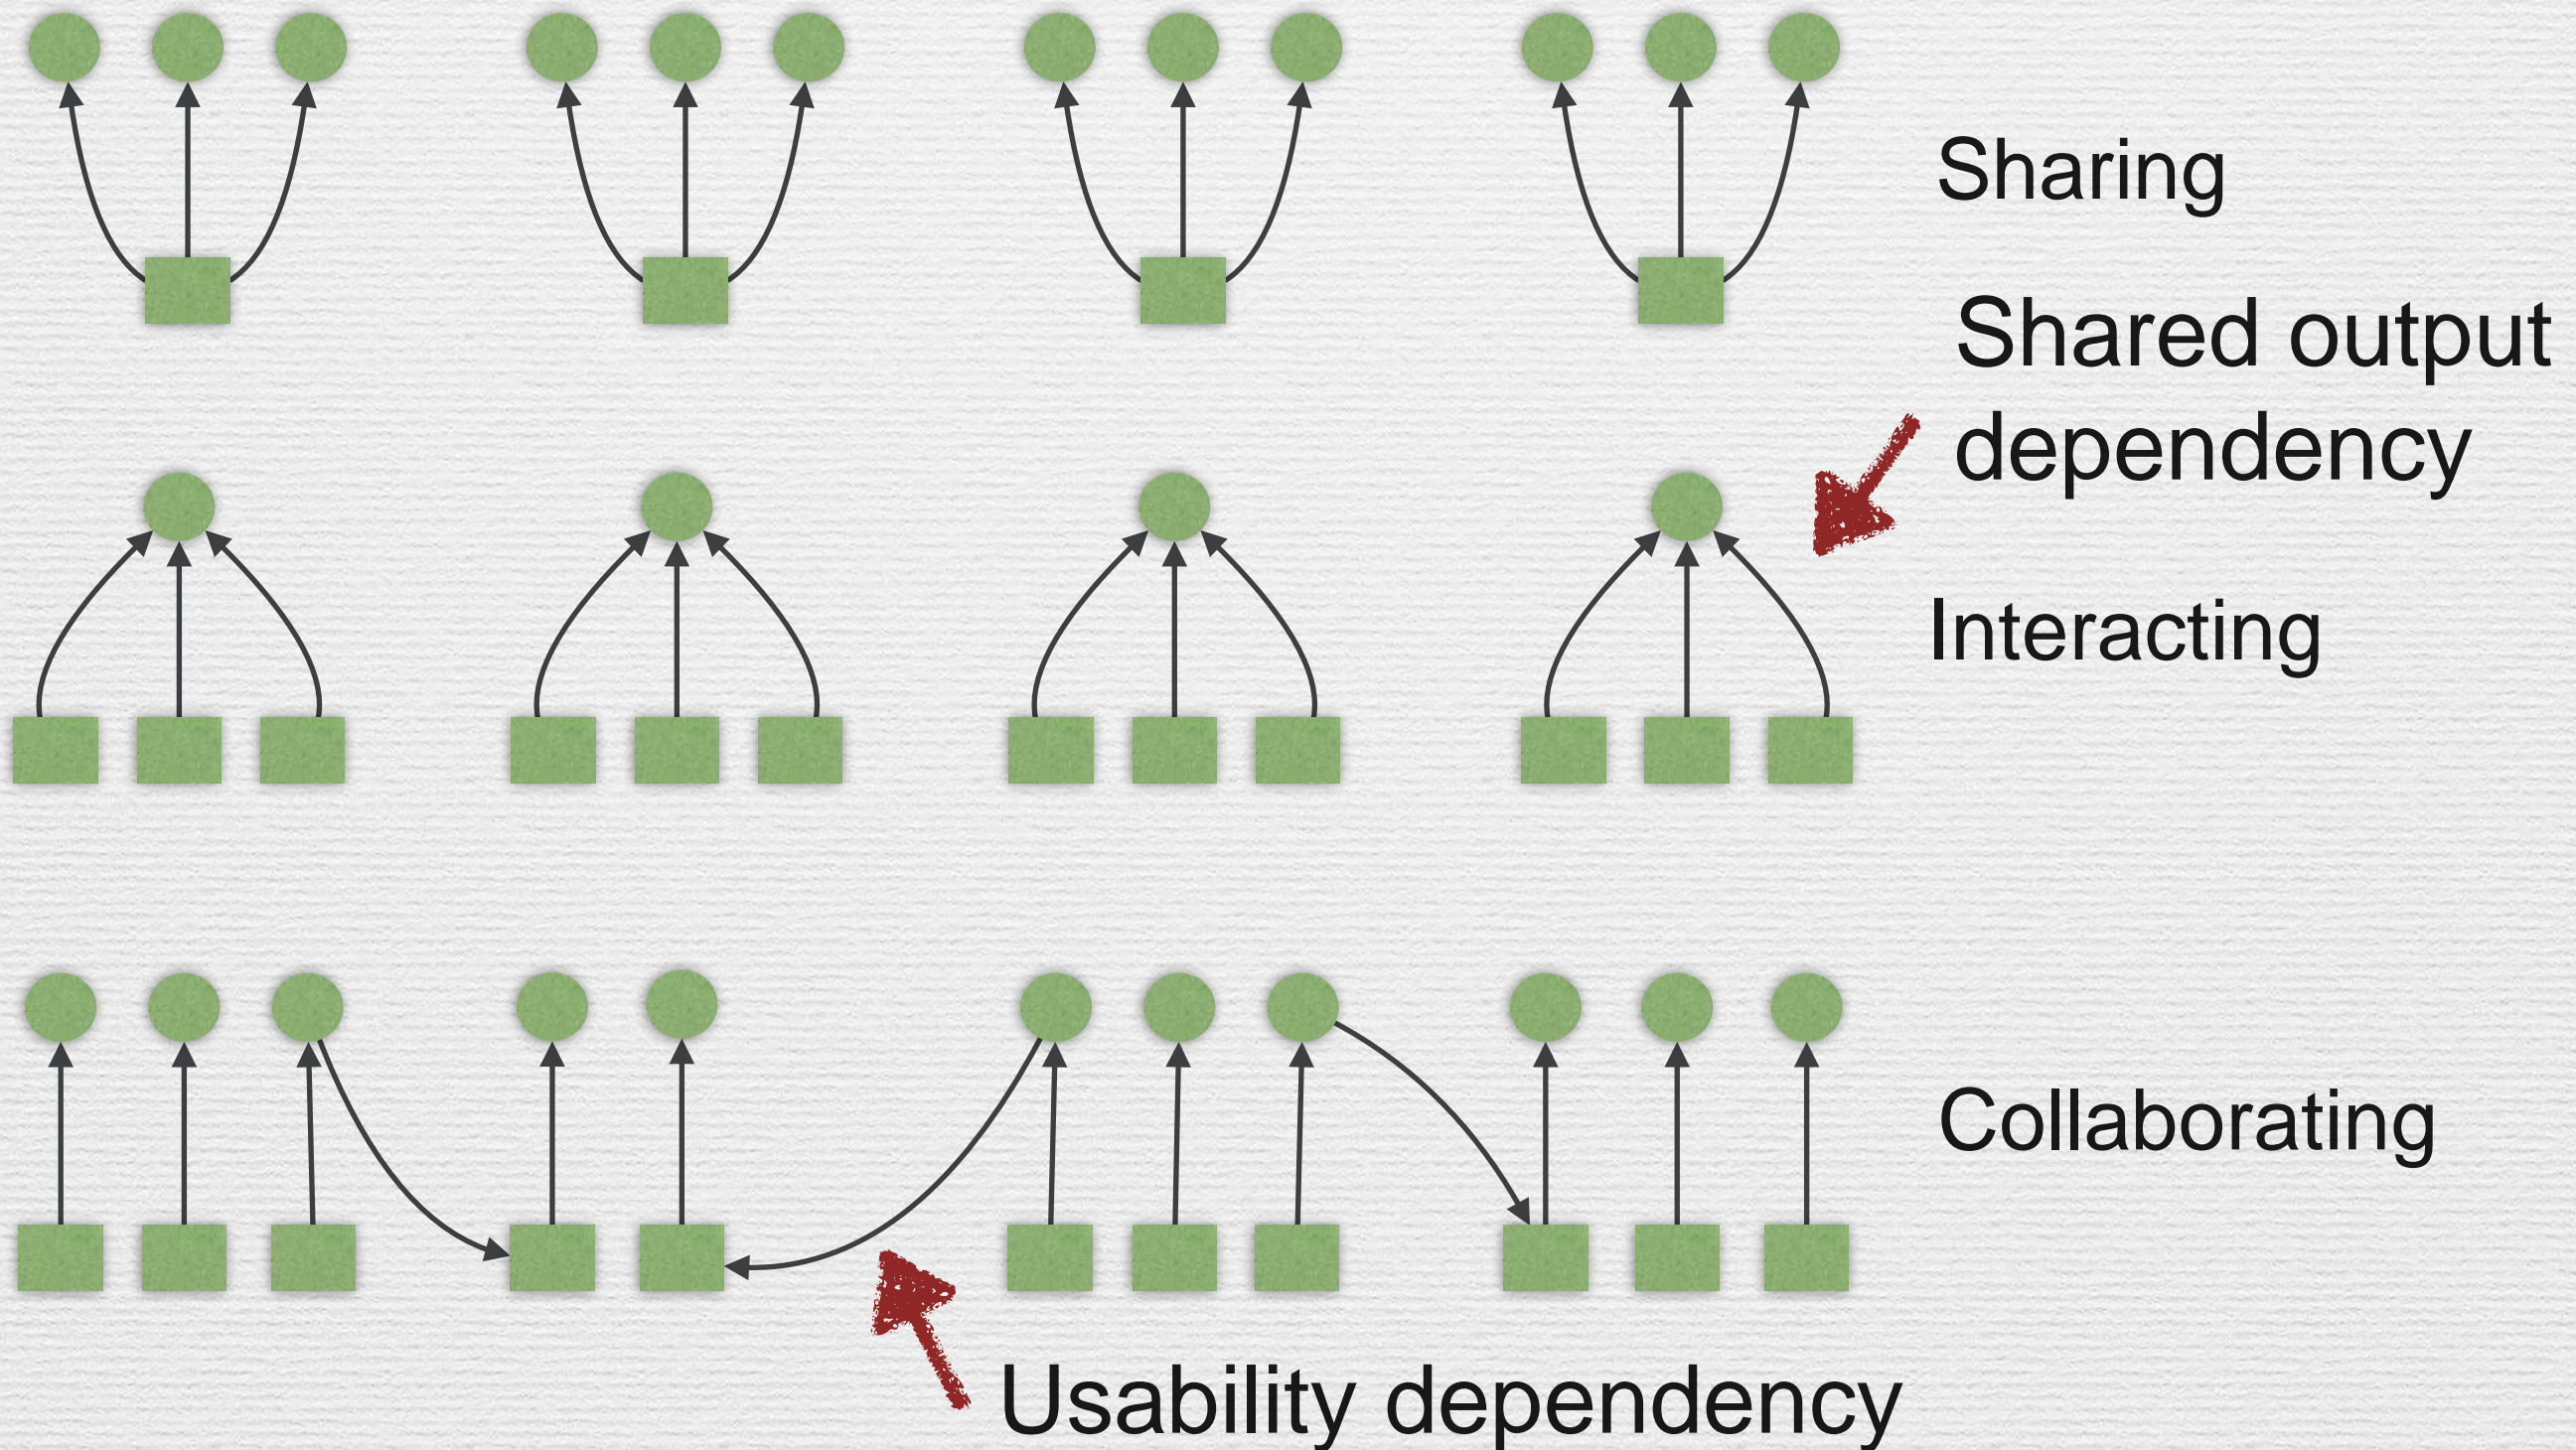 Sharing
Shared output
dependency
Interacting
Collaborating
Usability dependency